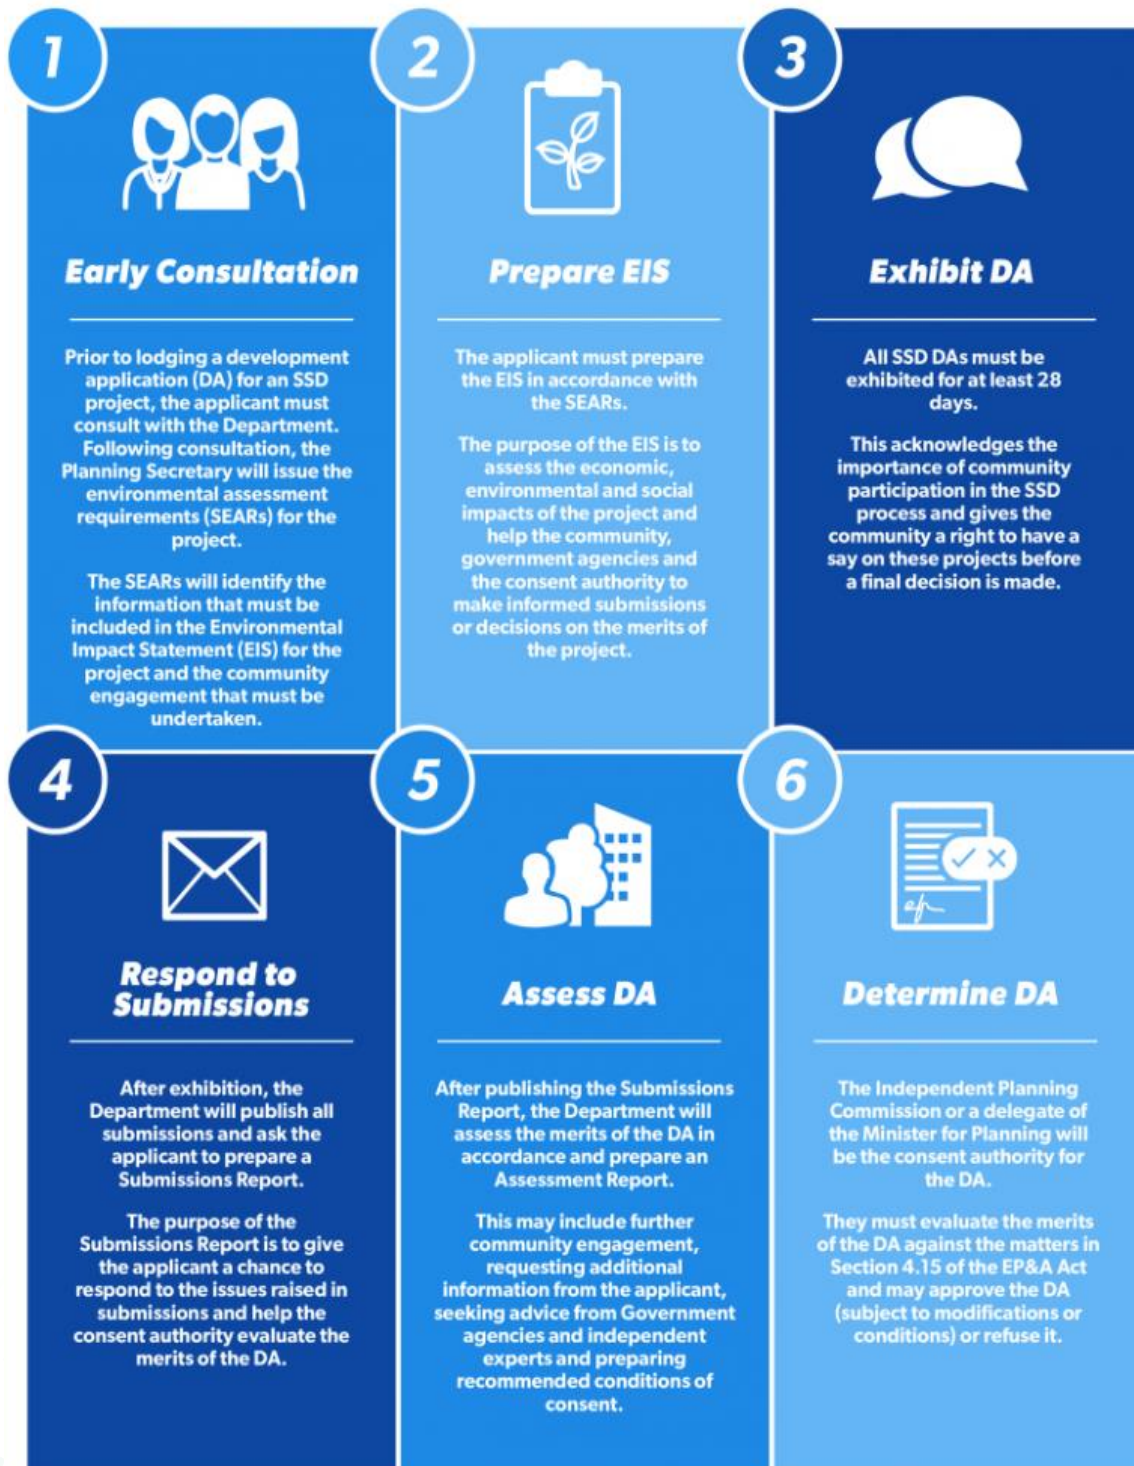 1
Early Consultation
Prior to lodging a development
application (DA) for an SSD
project, the applicant must
consult with the Department.
Following consultation, the
Planning Secretary will issue the
environmental assessment
requirements (SEARs) for the
project.
The SEARs will identify the
information that must be
included in the Environmental
Impact Statement (EIS) for the
project and the community
engagement that must be
undertaken.
2
Prepare EIS
The applicant must prepare
the EIS in accordance with
the SEARs.
The purpose of the EIS is to
assess the economic,
environmental and social
impacts of the project and
help the community,
government agencies and
the consent authority to
make informed submissions
or decisions on the merits of
the project.
3
Exhibit DA
All SSD DAs must be
exhibited for at least 28
days.
This acknowledges the
importance of community
participation in the SSD
process and gives the
community a right to have a
say on these projects before
a final decision is made.
4
Respond to
Submissions
After exhibition, the
Department will publish all
submissions and ask the
applicant to prepare a
Submissions Report.
The purpose of the
Submissions Report is to give
the applicant a chance to
respond to the issues raised in
submissions and help the
consent authority evaluate the
merits of the DA.
5
Assess DA
After publishing the Submissions
Report, the Department will
assess the merits of the DA in
accordance and prepare an
Assessment Report.
This may include further
community engagement,
requesting additional
information from the applicant,
seeking advice from Government
agencies and independent
experts and preparing
recommended conditions of
consent.
6
Determine DA
The Independent Planning
Commission or a delegate of
the Minister for Planning will
be the consent authority for
the DA.
They must evaluate the merits
of the DA against the matters in
Section 4.15 of the EP&A Act
and may approve the DA
(subject to modifications or
conditions) or refuse it.